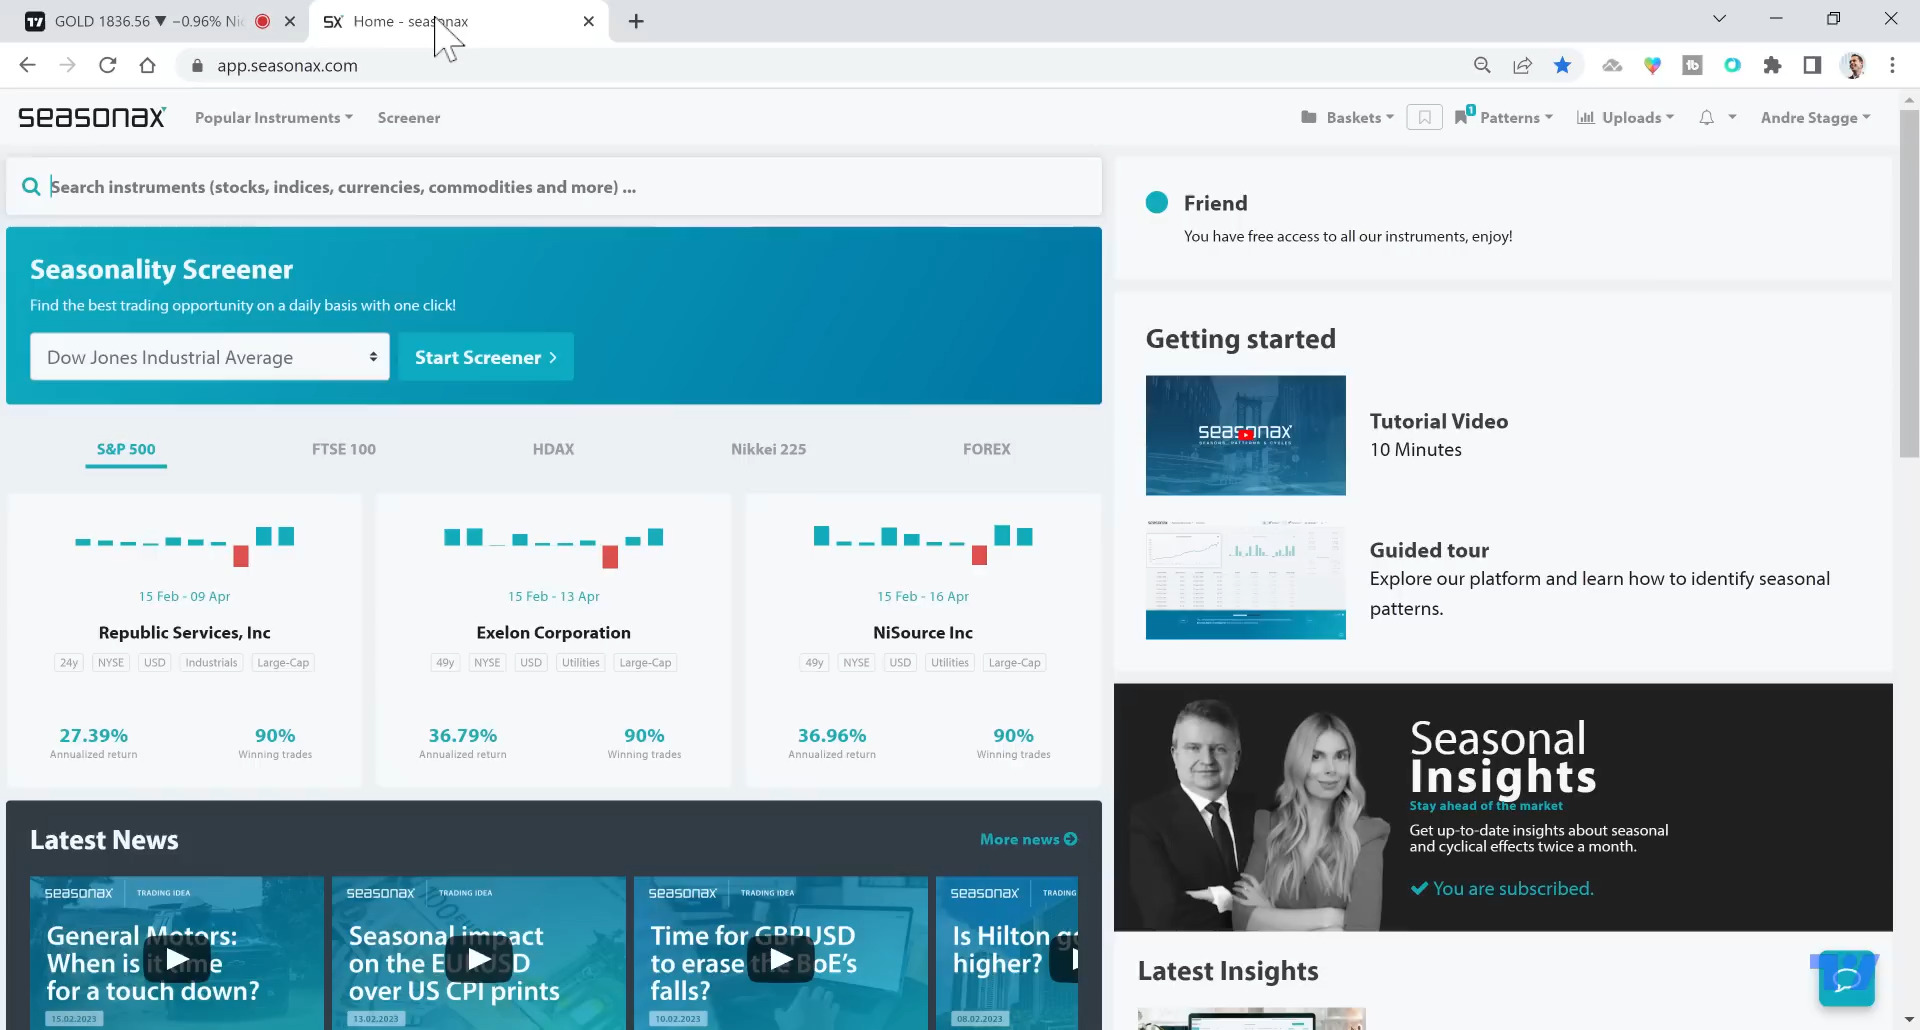 GOLD 1836.56 ▼ −0.96%
Home - seasonax
app.seasonax.com
seasonax
Popular Instruments
Screener
Baskets
1
Patterns
Uploads
Andre Stagge
Search instruments (stocks, indices, currencies, commodities and more) ...
Friend
You have free access to all our instruments, enjoy!
Seasonality Screener
Find the best trading opportunity on a daily basis with one click!
Dow Jones Industrial Average
Start Screener
S&P 500
FTSE 100
HDAX
Nikkei 225
FOREX
15 Feb - 09 Apr
Republic Services, Inc
24y NYSE USD Industrials Large-Cap
27.39%
Annualized return
90%
Winning trades
15 Feb - 13 Apr
Exelon Corporation
49y NYSE USD Utilities Large-Cap
36.79%
Annualized return
90%
Winning trades
15 Feb - 16 Apr
NiSource Inc
49y NYSE USD Utilities Large-Cap
36.96%
Annualized return
90%
Winning trades
Getting started
seasonax
Tutorial Video
10 Minutes
Guided tour
Explore our platform and learn how to identify seasonal
patterns.
Seasonal
Insights
Stay ahead of the market
Get up-to-date insights about seasonal
and cyclical effects twice a month.
You are subscribed.
Latest News
More news
seasonax TRADING IDEA
General Motors:
When is it time
for a touch down?
15.02.2023
seasonax TRADING IDEA
Seasonal impact
on the EURUSD
over US CPI prints
13.02.2023
seasonax TRADING IDEA
Time for GBPUSD
to erase the BoE's
falls?
10.02.2023
seasonax TRADING
Is Hilton
higher?
08.02.2023
Latest Insights